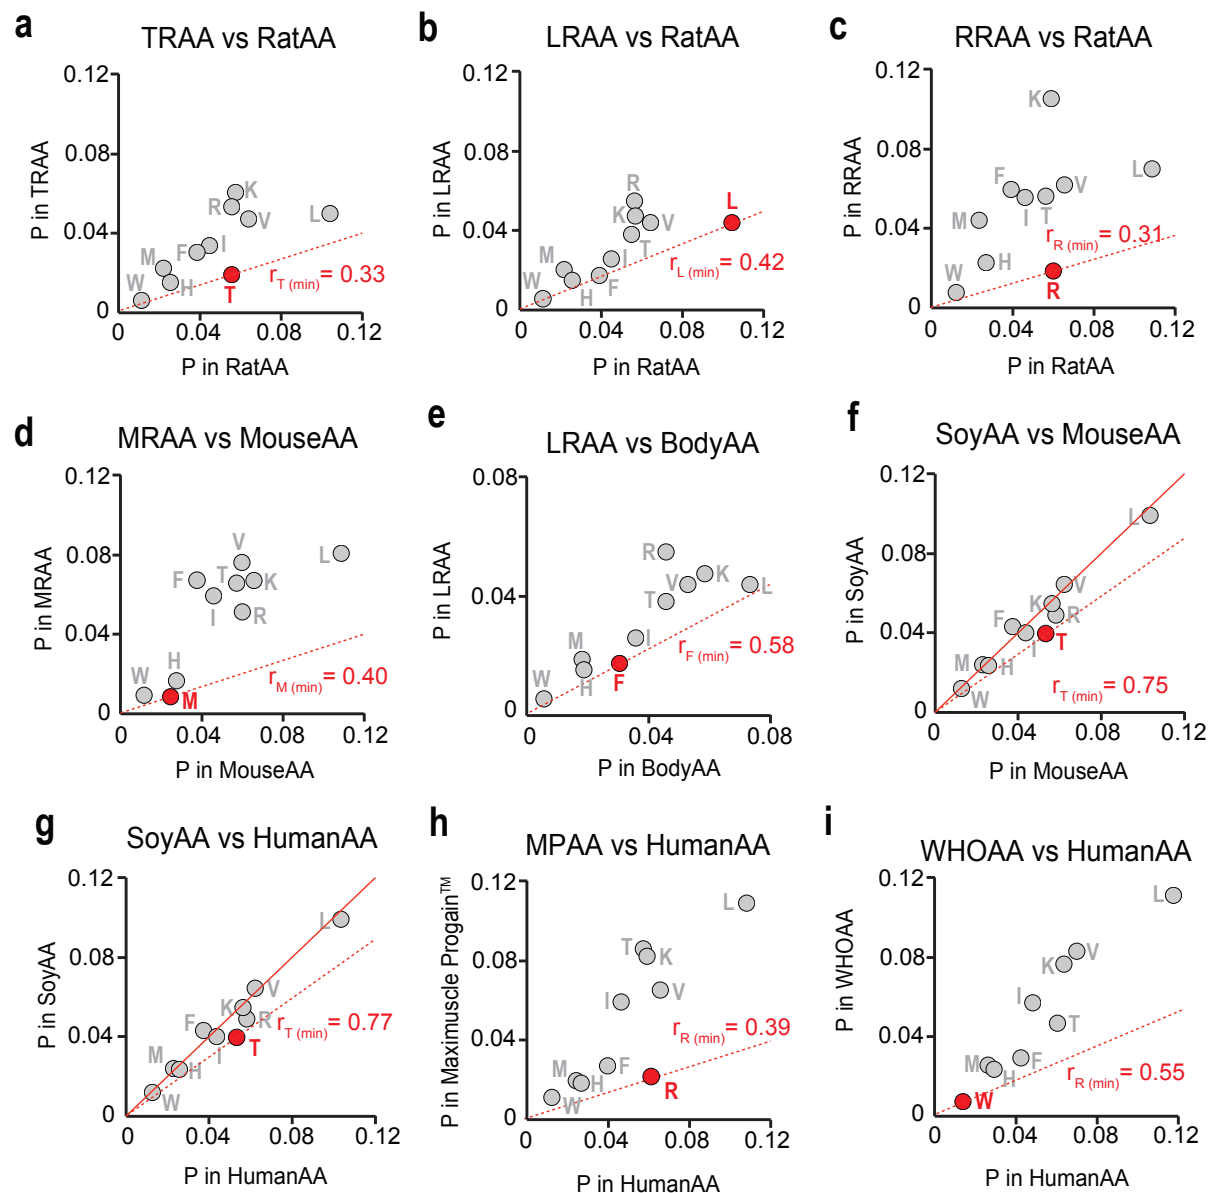 a
TRAA vs RatAA
P in TRAA
0.12
0.08
0.04
0
K
R
V
L
M
F
I
W
H
T
r T (min) = 0.33
0
0.04
0.08
0.12
P in RatAA
b
LRAA vs RatAA
P in LRAA
0.12
0.08
0.04
0
R
K
V
L
M
I
T
W
H
F
r L (min) = 0.42
0
0.04
0.08
0.12
P in RatAA
c
RRAA vs RatAA
P in RRAA
0.12
0.08
0.04
0
K
F
V
L
M
I
T
W
H
R
r R (min) = 0.31
0
0.04
0.08
0.12
P in RatAA
d
MRAA vs MouseAA
P in MRAA
0.12
0.08
0.04
0
V
L
F
T
K
I
R
W
H
M
r M (min) = 0.40
0
0.04
0.08
0.12
P in MouseAA
e
LRAA vs BodyAA
P in LRAA
0.08
0.04
0
R
V
K
L
T
M
I
W
H
F
r F (min) = 0.58
0
0.04
0.08
P in BodyAA
f
SoyAA vs MouseAA
P in SoyAA
0.12
0.08
0.04
0
L
V
K
R
F
I
T
M
H
W
r T (min) = 0.75
0
0.04
0.08
0.12
P in MouseAA
g
SoyAA vs HumanAA
P in SoyAA
0.12
0.08
0.04
0
L
V
K
R
F
I
T
M
H
W
r T (min) = 0.77
0
0.04
0.08
0.12
P in HumanAA
h
MPAA vs HumanAA
P in Maximuscle Progain™
0.12
0.08
0.04
0
L
T
K
I
V
M
F
H
W
R
r R (min) = 0.39
0
0.04
0.08
0.12
P in HumanAA
i
WHOAA vs HumanAA
P in WHOAA
0.12
0.08
0.04
0
L
K
V
I
T
M
F
H
W
r R (min) = 0.55
0
0.04
0.08
0.12
P in HumanAA